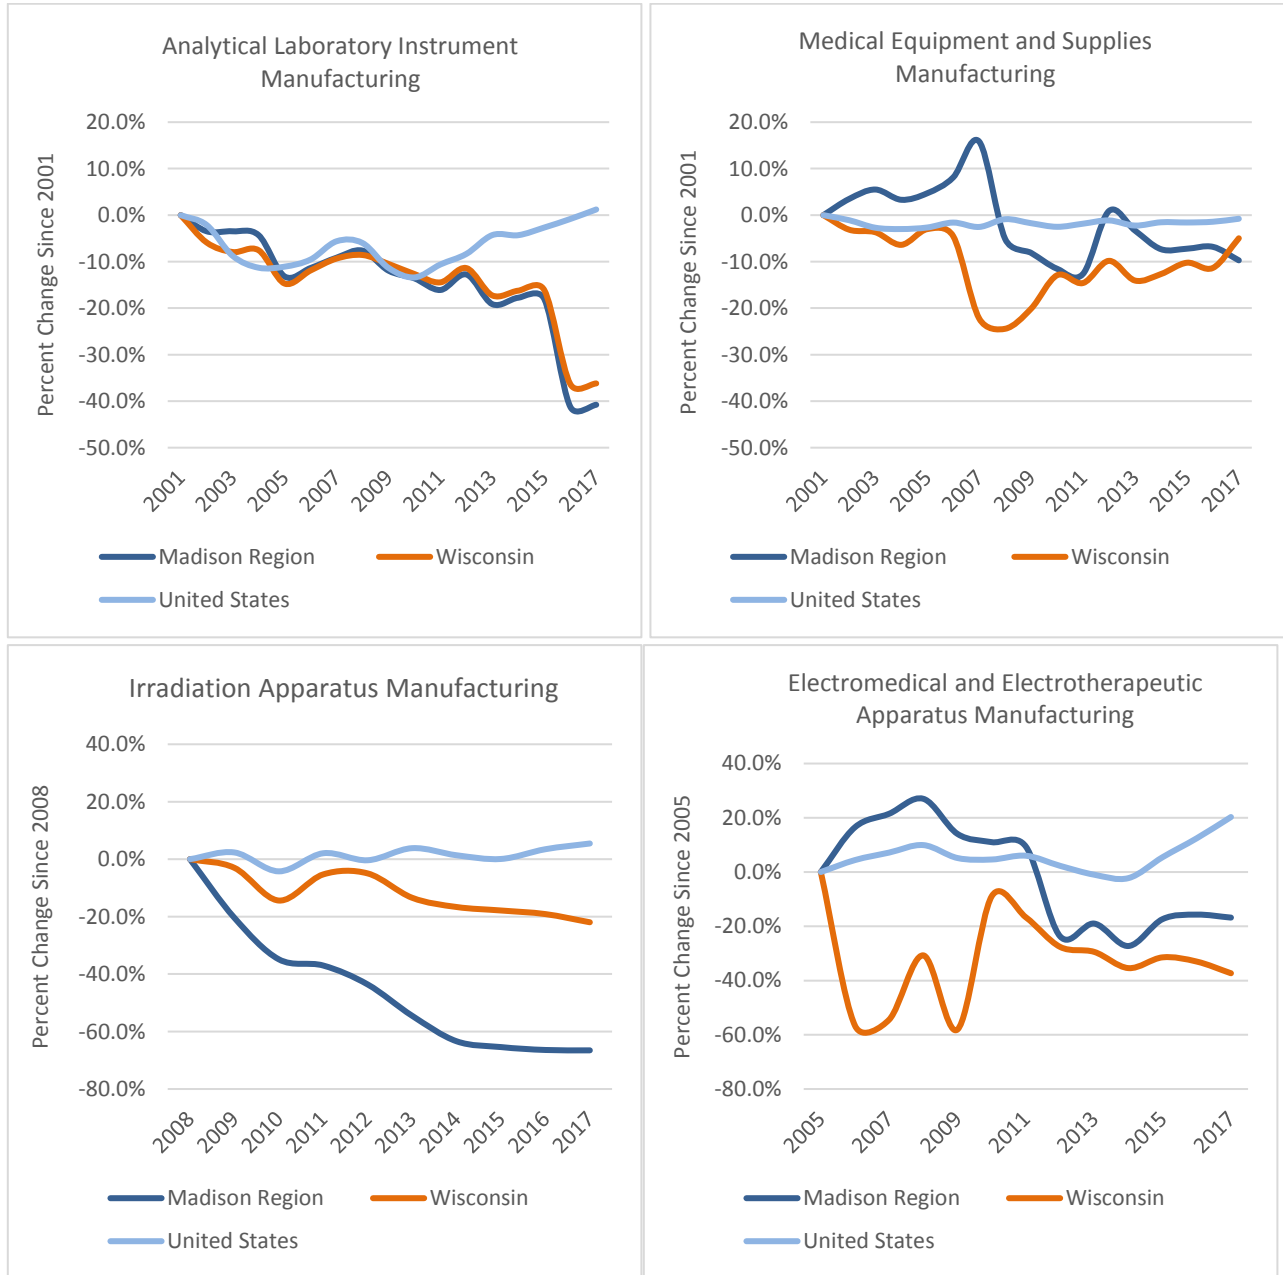 Analytical Laboratory Instrument
Manufacturing
Percent Change Since 2001
20.0%
10.0%
0.0%
-10.0%
-20.0%
-30.0%
-40.0%
-50.0%
2001
2003
2005
2007
2009
2011
2013
2015
2017
Madison Region
Wisconsin
United States
Medical Equipment and Supplies
Manufacturing
Percent Change Since 2001
20.0%
10.0%
0.0%
-10.0%
-20.0%
-30.0%
-40.0%
-50.0%
2001
2003
2005
2007
2009
2011
2013
2015
2017
Madison Region
Wisconsin
United States
Irradiation Apparatus Manufacturing
Percent Change Since 2008
40.0%
20.0%
0.0%
-20.0%
-40.0%
-60.0%
-80.0%
2008
2009
2010
2011
2012
2013
2014
2015
2016
2017
Madison Region
Wisconsin
United States
Electromedical and Electrotherapeutic
Apparatus Manufacturing
Percent Change Since 2005
40.0%
20.0%
0.0%
-20.0%
-40.0%
-60.0%
-80.0%
2005
2007
2009
2011
2013
2015
2017
Madison Region
Wisconsin
United States